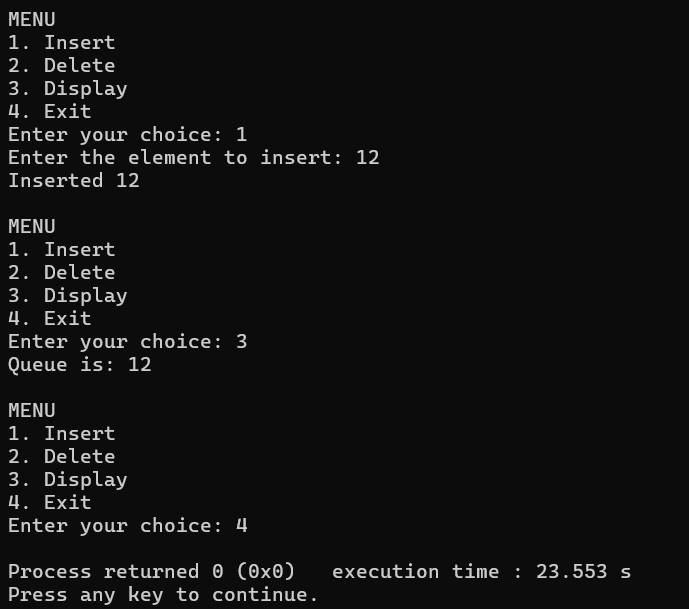 MENU
1. Insert
2. Delete
3. Display
4. Exit
Enter your choice: 1
Enter the element to insert: 12
Inserted 12
MENU
1. Insert
2. Delete
3. Display
4. Exit
Enter your choice: 3
Queue is: 12
MENU
1. Insert
2. Delete
3. Display
4. Exit
Enter your choice: 4
Process returned 0 (0x0)   execution time : 23.553 s
Press any key to continue.